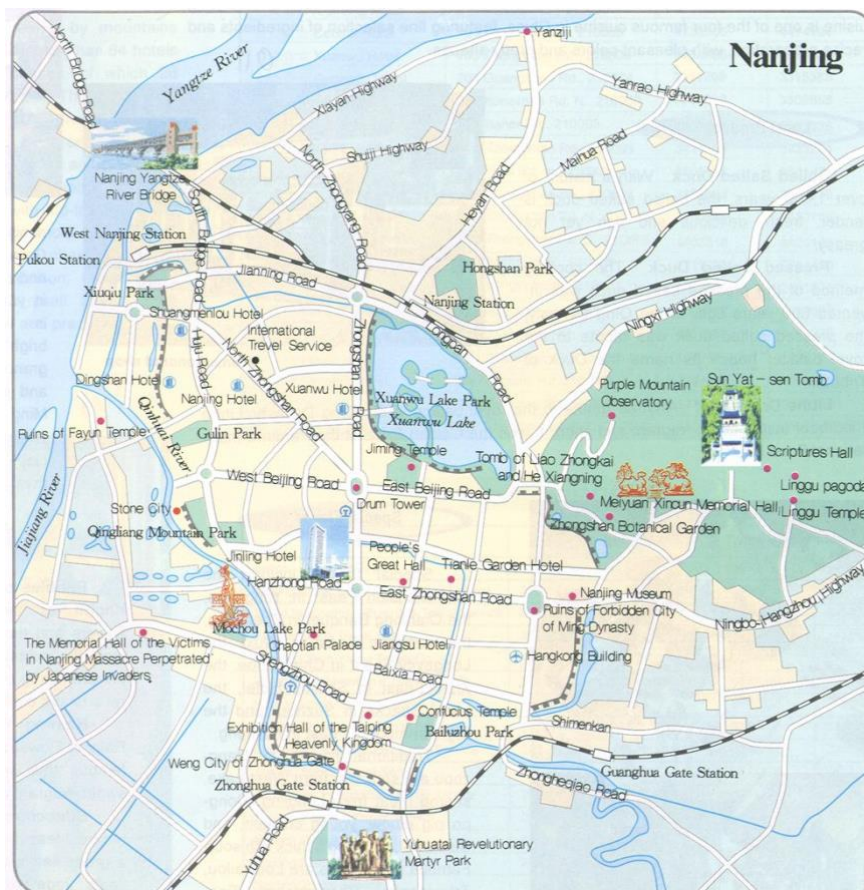 Nanjing
Yanziji
North Bridge Road
Yangtze River
Xiayan Highway
Yanrao Highway
Shuiji Highway
Maihua Road
North Zhongyang Road
Heyan Road
Nanjing Yangtze
River Bridge
South Bridge Road
West Nanjing Station
Pukou Station
Jianning Road
Hongshan Park
Xiuqiu Park
Nanjing Station
Ningxi Highway
Shuangmenlou Hotel
International
Trevel Service
Huju Road
North Zhongshan Road
Zhongshan Road
Longpan Road
Dingshan Hotel
Xuanwu Hotel
Nanjing Hotel
Xuanwu Lake Park
Xuanwu Lake
Purple Mountain
Observatory
Sun Yat-sen Tomb
Qinhuai River
Ruins of Fayun Temple
Gulin Park
Jiming Temple
Tomb of Liao Zhongkai
and He Xiangning
Scriptures Hall
Linggu pagoda
West Beijing Road
East Beijing Road
Drum Tower
Meiyuan Xincun Memorial Hall
Linggu Temple
Zhongshan Botanical Garden
Jiajiang River
Stone City
Qingliang Mountain Park
Jinling Hotel
People's
Great Hall
Tianle Garden Hotel
Hanzhong Road
East Zhongshan Road
Nanjing Museum
Ruins of Forbidden City
of Ming Dynasty
Ningbo-Hangzhou Highway
Mochou Lake Park
Chaotian Palace
Jiangsu Hotel
The Memorial Hall of the Victims
in Nanjing Massacre Perpetrated
by Japanese Invaders
Hangkong Building
Shengzhou Road
Baixia Road
Confucius Temple
Exhibition Hall of the Taiping
Heavenly Kingdom
Bailuzhou Park
Shimenkan
Weng City of Zhonghua Gate
Zhonghua Gate Station
Guanghua Gate Station
Zhongheqiao Road
Yuhua Road
Yuhuatai Revelutionary
Martyr Park